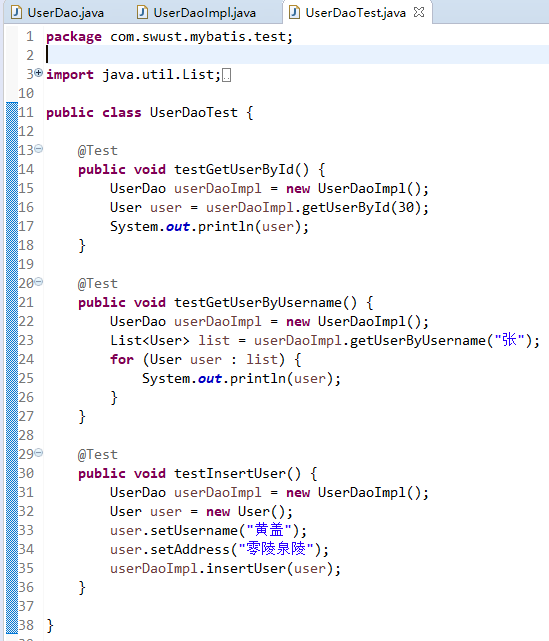 UserDao.java UserDaoImpl.java UserDaoTest.java
1 package com.swust.mybatis.test;
2
3 import java.util.List;
10
11 public class UserDaoTest {
12
13 @Test
14 public void testGetUserById() {
15 UserDao userDaoImpl = new UserDaoImpl();
16 User user = userDaoImpl.getUserById(30);
17 System.out.println(user);
18 }
19
20 @Test
21 public void testGetUserByUsername() {
22 UserDao userDaoImpl = new UserDaoImpl();
23 List<User> list = userDaoImpl.getUserByUsername("张");
24 for (User user : list) {
25 System.out.println(user);
26 }
27 }
28
29 @Test
30 public void testInsertUser() {
31 UserDao userDaoImpl = new UserDaoImpl();
32 User user = new User();
33 user.setUsername("黄盖");
34 user.setAddress("零陵泉陵");
35 userDaoImpl.insertUser(user);
36 }
37
38 }